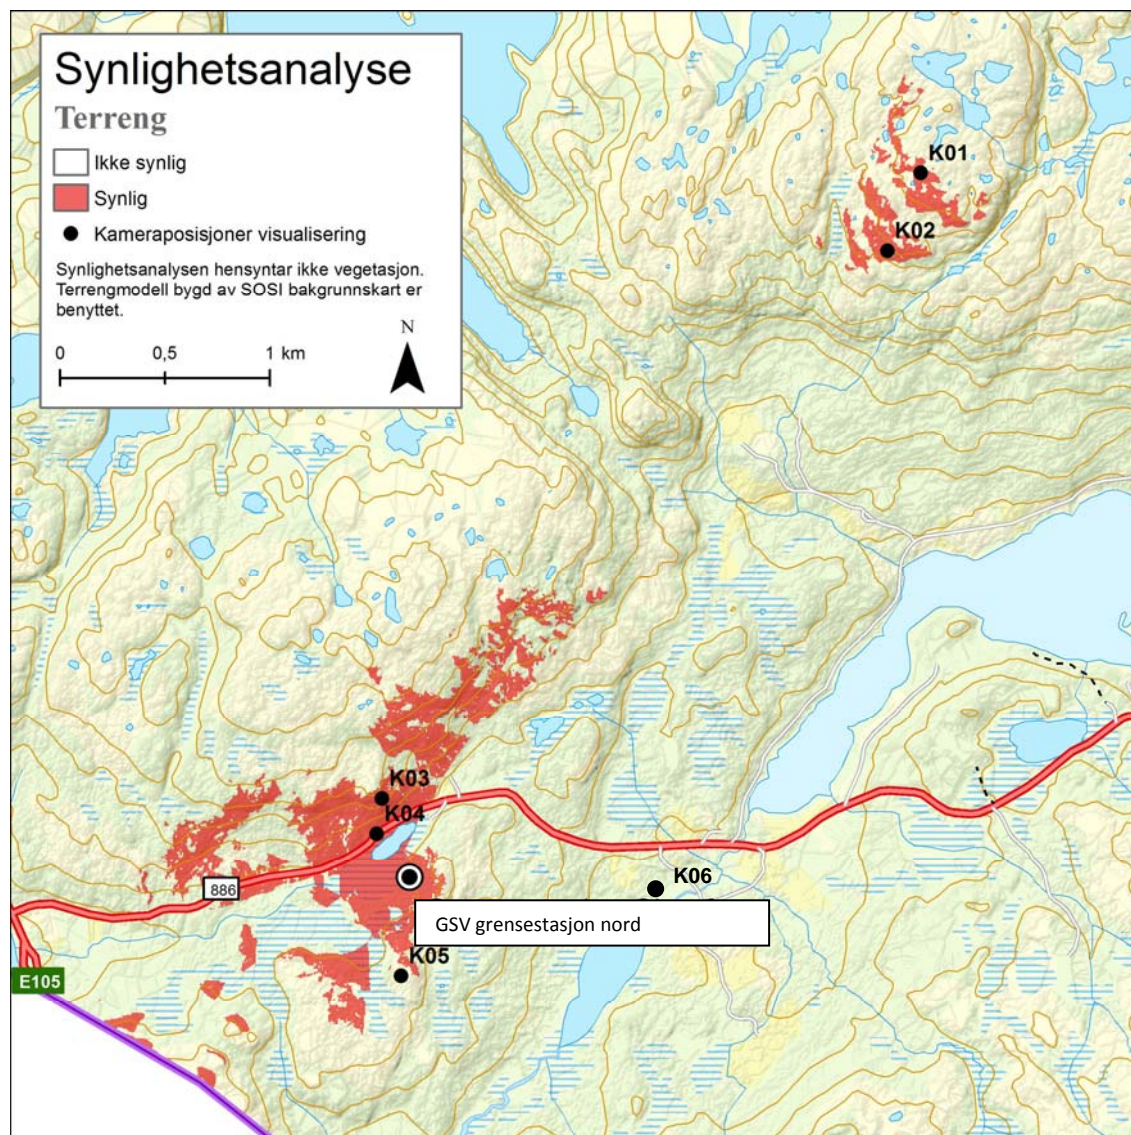 Synlighetsanalyse
Terreng
Ikke synlig
Synlig
Kameraposisjoner visualisering
Synlighetsanalysen hensyntar ikke vegetasjon.
Terrengmodell bygd av SOSI bakgrunnskart er
benyttet.
N
0 0,5 1 km
K01
K02
K03
K04
K06
886
GSV grensestasjon nord
K05
E105